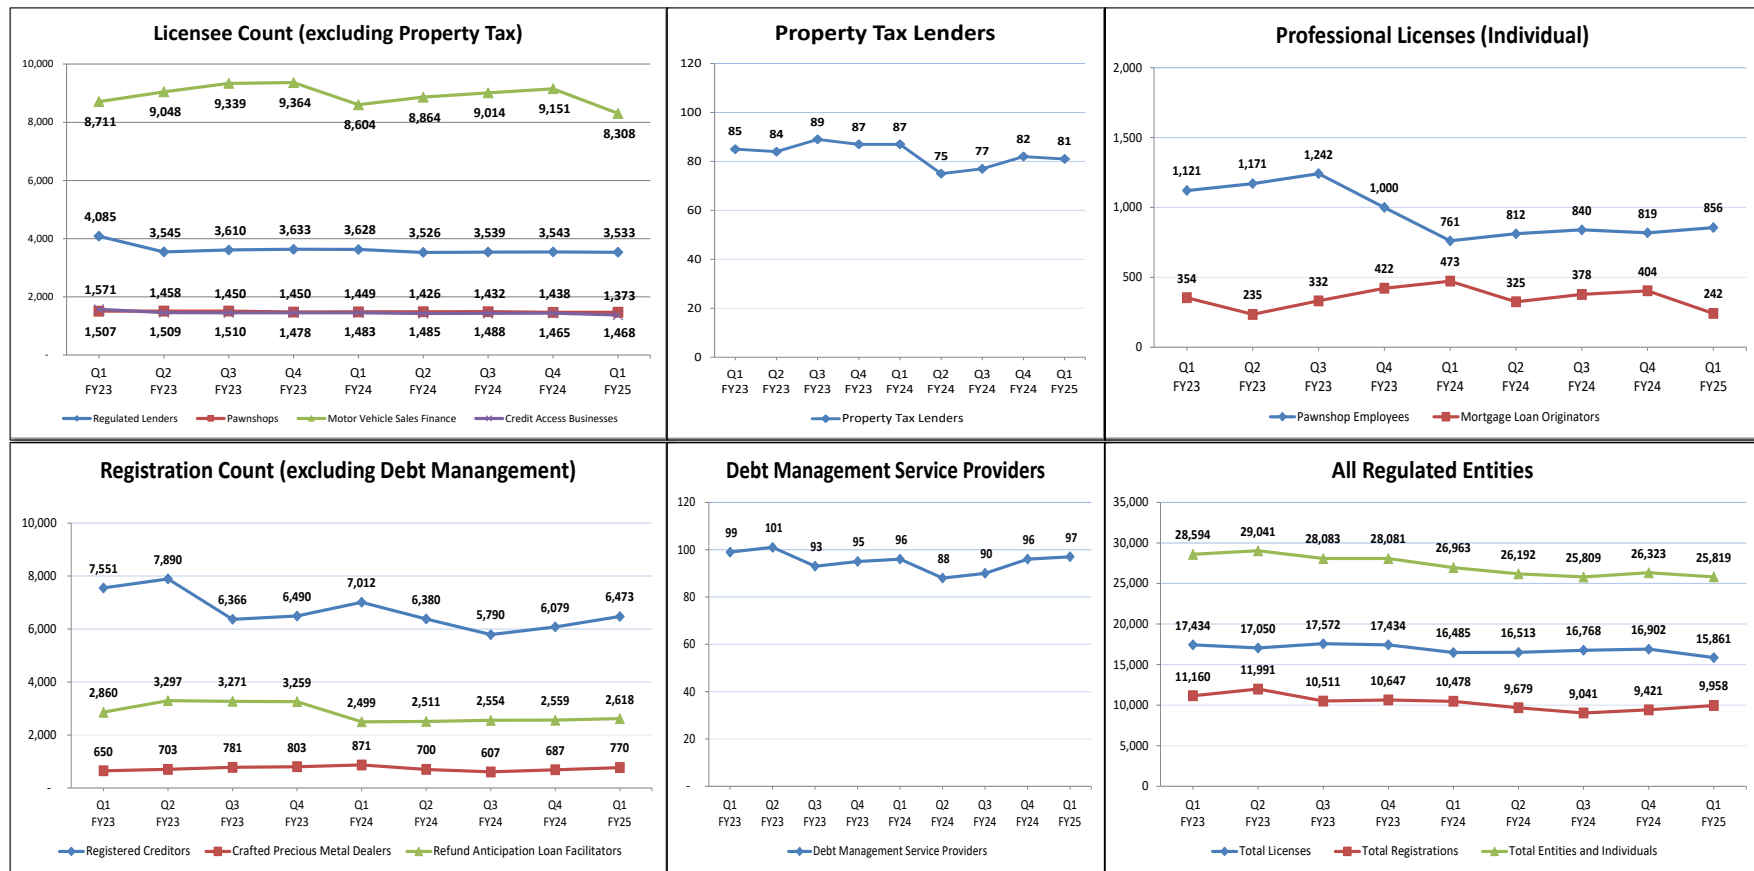 Licensee Count (excluding Property Tax)
10,000
8,000
6,000
4,000
2,000
-
8,711 9,048 9,339 9,364 8,604 8,864 9,014 9,151 8,308
4,085 3,545 3,610 3,633 3,628 3,526 3,539 3,543 3,533
1,571 1,458 1,450 1,450 1,449 1,426 1,432 1,438 1,373
1,507 1,509 1,510 1,478 1,483 1,485 1,488 1,465 1,468
Q1 Q2 Q3 Q4 Q1 Q2 Q3 Q4 Q1
FY23 FY23 FY23 FY23 FY24 FY24 FY24 FY24 FY25
Regulated Lenders Pawnshops Motor Vehicle Sales Finance Credit Access Businesses
Property Tax Lenders
120
100
80
60
40
20
0
85 84 89 87 87 75 77 82 81
Q1 Q2 Q3 Q4 Q1 Q2 Q3 Q4 Q1
FY23 FY23 FY23 FY23 FY24 FY24 FY24 FY24 FY25
Property Tax Lenders
Professional Licenses (Individual)
2,000
1,500
1,000
500
0
1,121 1,171 1,242 1,000 761 812 840 819 856
354 235 332 422 473 325 378 404 242
Q1 Q2 Q3 Q4 Q1 Q2 Q3 Q4 Q1
FY23 FY23 FY23 FY23 FY24 FY24 FY24 FY24 FY25
Pawnshop Employees Mortgage Loan Originators
Registration Count (excluding Debt Manangement)
10,000
8,000
6,000
4,000
2,000
-
7,551 7,890 6,366 6,490 7,012 6,380 5,790 6,079 6,473
2,860 3,297 3,271 3,259 2,499 2,511 2,554 2,559 2,618
650 703 781 803 871 700 607 687 770
Q1 Q2 Q3 Q4 Q1 Q2 Q3 Q4 Q1
FY23 FY23 FY23 FY23 FY24 FY24 FY24 FY24 FY25
Registered Creditors Crafted Precious Metal Dealers Refund Anticipation Loan Facilitators
Debt Management Service Providers
120
100
80
60
40
20
-
99 101 93 95 96 88 90 96 97
Q1 Q2 Q3 Q4 Q1 Q2 Q3 Q4 Q1
FY23 FY23 FY23 FY23 FY24 FY24 FY24 FY24 FY25
Debt Management Service Providers
All Regulated Entities
35,000
30,000
25,000
20,000
15,000
10,000
5,000
0
28,594 29,041 28,083 28,081 26,963 26,192 25,809 26,323 25,819
17,434 17,050 17,572 17,434 16,485 16,513 16,768 16,902 15,861
11,160 11,991 10,511 10,647 10,478 9,679 9,041 9,421 9,958
Q1 Q2 Q3 Q4 Q1 Q2 Q3 Q4 Q1
FY23 FY23 FY23 FY23 FY24 FY24 FY24 FY24 FY25
Total Licenses Total Registrations Total Entities and Individuals